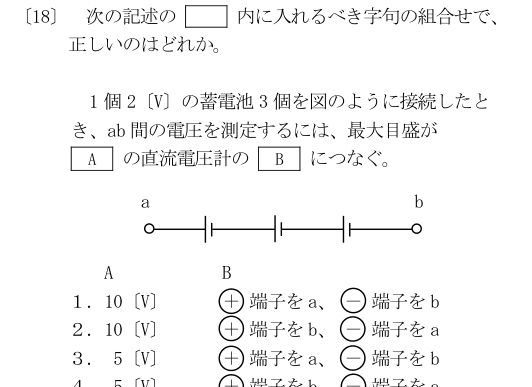 〔18〕 次の記述の 内に入れるべき字句の組合せで、
正しいのはどれか。
1個2〔V〕の蓄電池3個を図のように接続したと
き、ab間の電圧を測定するには、最大目盛が
A の直流電圧計の B につなぐ。
a b
A B
1. 10〔V〕 ⊕端子をa、⊖端子をb
2. 10〔V〕 ⊕端子をb、⊖端子をa
3. 5〔V〕 ⊕端子をa、⊖端子をb
4. 5〔V〕 ⊕端子をb、⊖端子をa